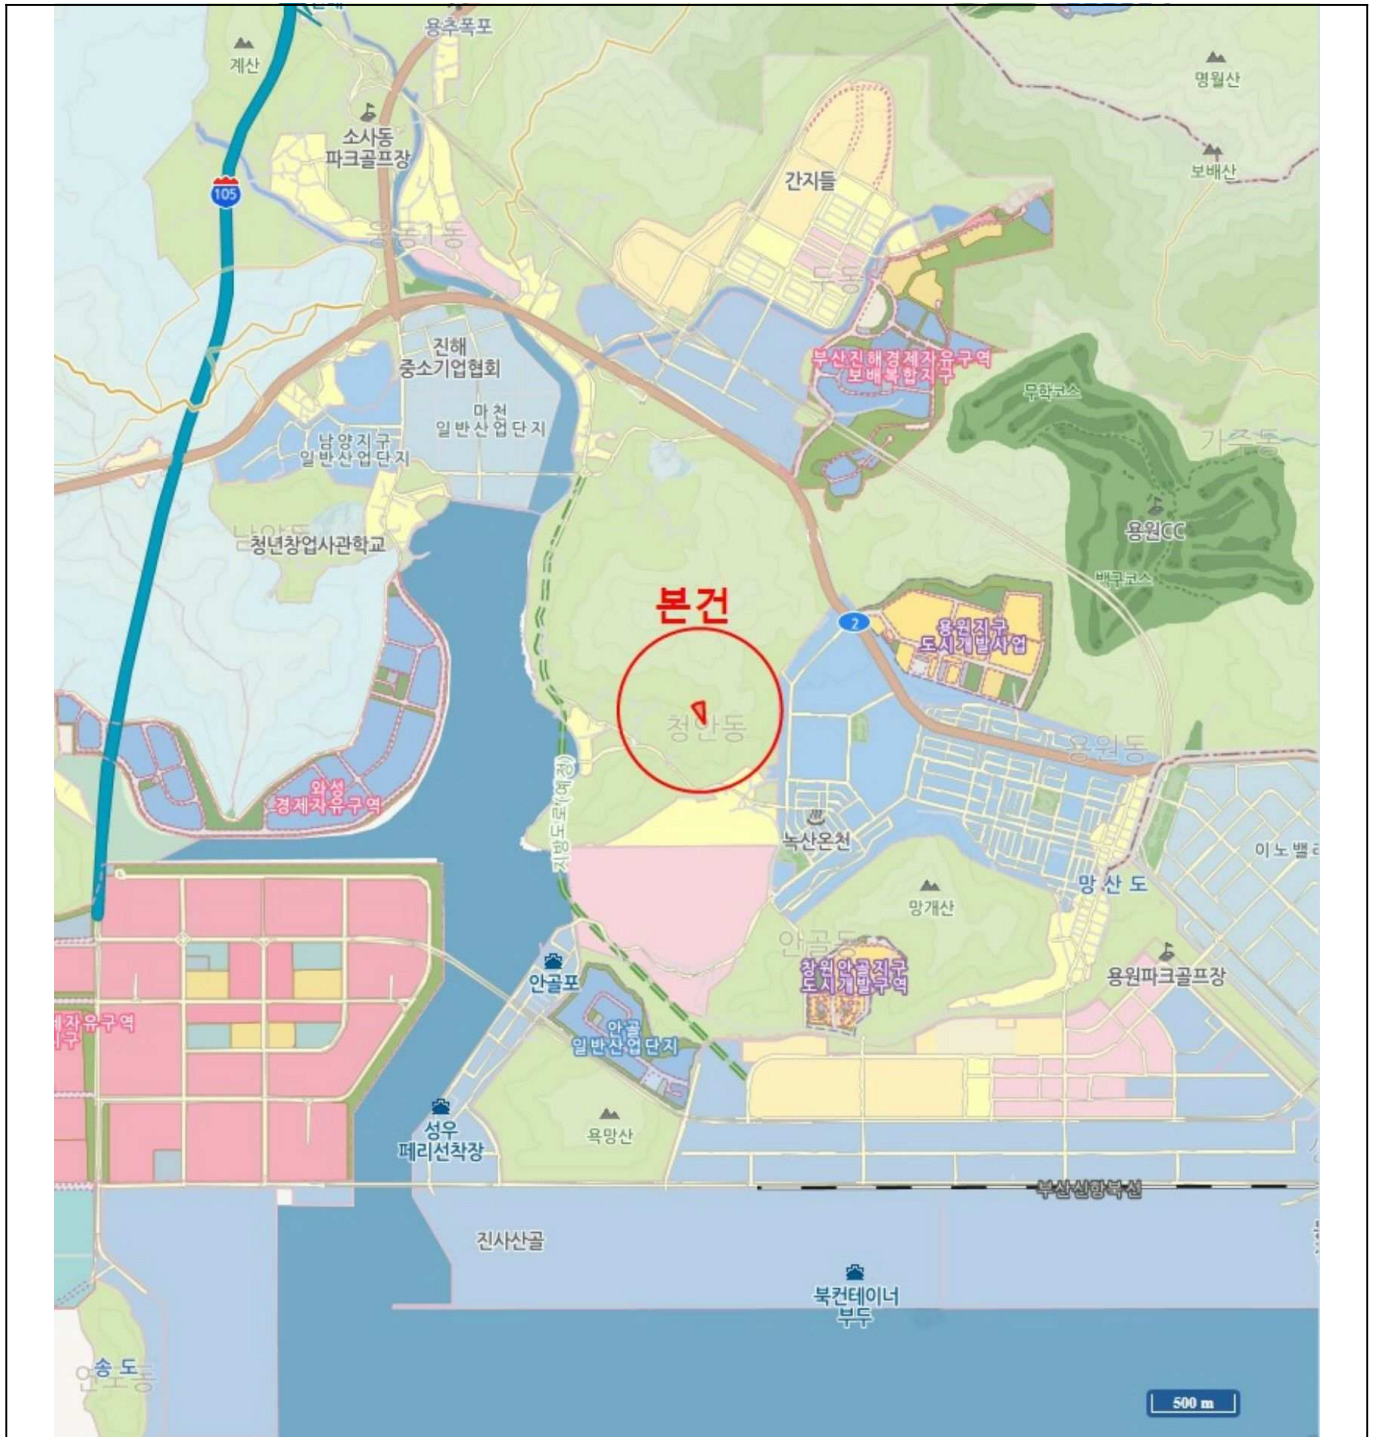 용추폭포
계산
명월산
소사동
파크골프장
보배산
간지들
105
웅동1동
두동
진해
중소기업협회
부산진해경제자유구역
보배복합지구
무학코스
마천
일반산업단지
남양지구
일반산업단지
가주동
남양동
청년창업사관학교
용원CC
백구코스
본건
2
용원지구
도시개발사업
청안동
용원동
지방도로(예정)
와성
경제자유구역
녹산온천
이노밸리
망산도
망개산
안골동
안골포
창원안골지구
도시개발구역
용원파크골프장
제자유구역
지구
안골
일반산업단지
성우
페리선착장
욕망산
부산신항북선
진사산골
북컨테이너
부두
송도
연도동
500 m